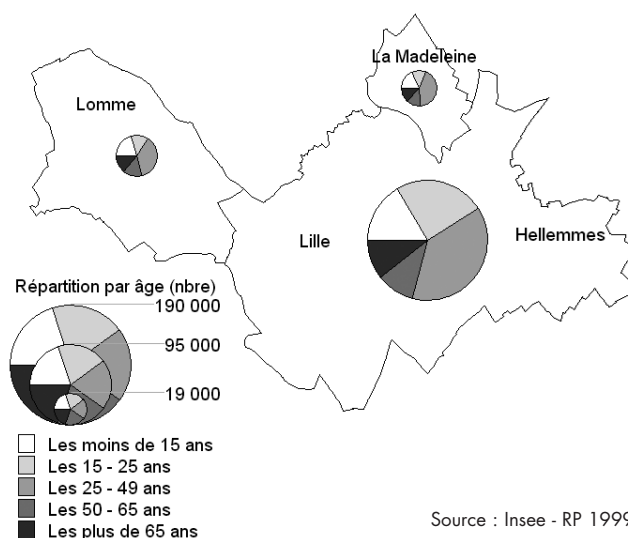 La Madeleine
Lomme
Lille
Hellemmes
Répartition par âge (nbre)
190 000
95 000
19 000
Les moins de 15 ans
Les 15 - 25 ans
Les 25 - 49 ans
Les 50 - 65 ans
Les plus de 65 ans
Source : Insee - RP 1999